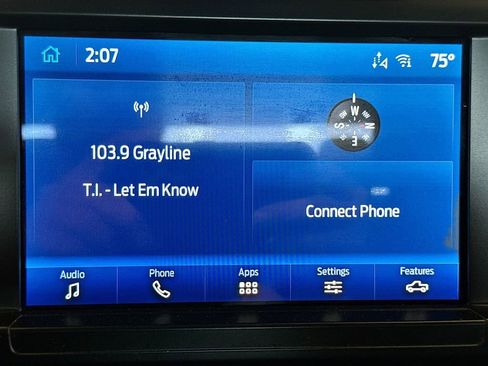 2:07
75°
103.9 Grayline
T.I. - Let Em Know
W
S N
E
Connect Phone
Audio Phone Apps Settings Features